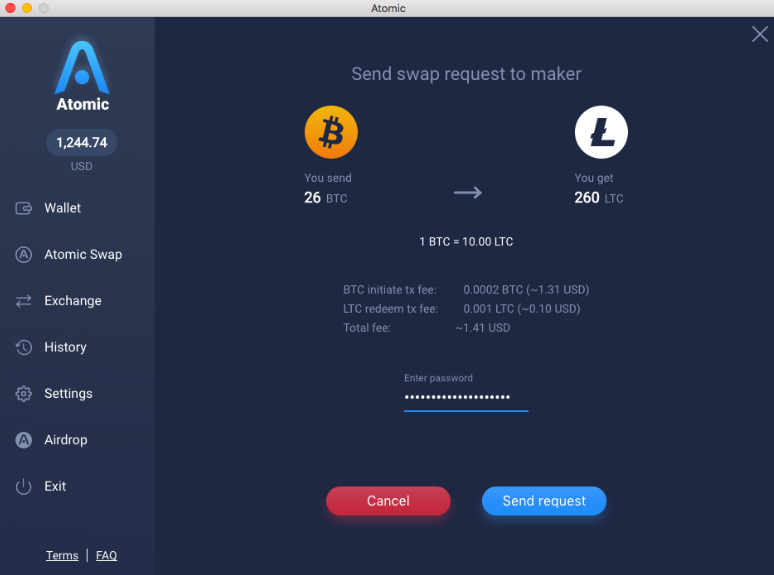 Atomic
Atomic
1,244.74
USD
Wallet
Atomic Swap
Exchange
History
Settings
Airdrop
Exit
Terms | FAQ
Send swap request to maker
You send
26 BTC
You get
260 LTC
1 BTC = 10.00 LTC
BTC initiate tx fee: 0.0002 BTC (~1.31 USD)
LTC redeem tx fee: 0.001 LTC (~0.10 USD)
Total fee: ~1.41 USD
Enter password
••••••••••••••••••••
Cancel
Send request